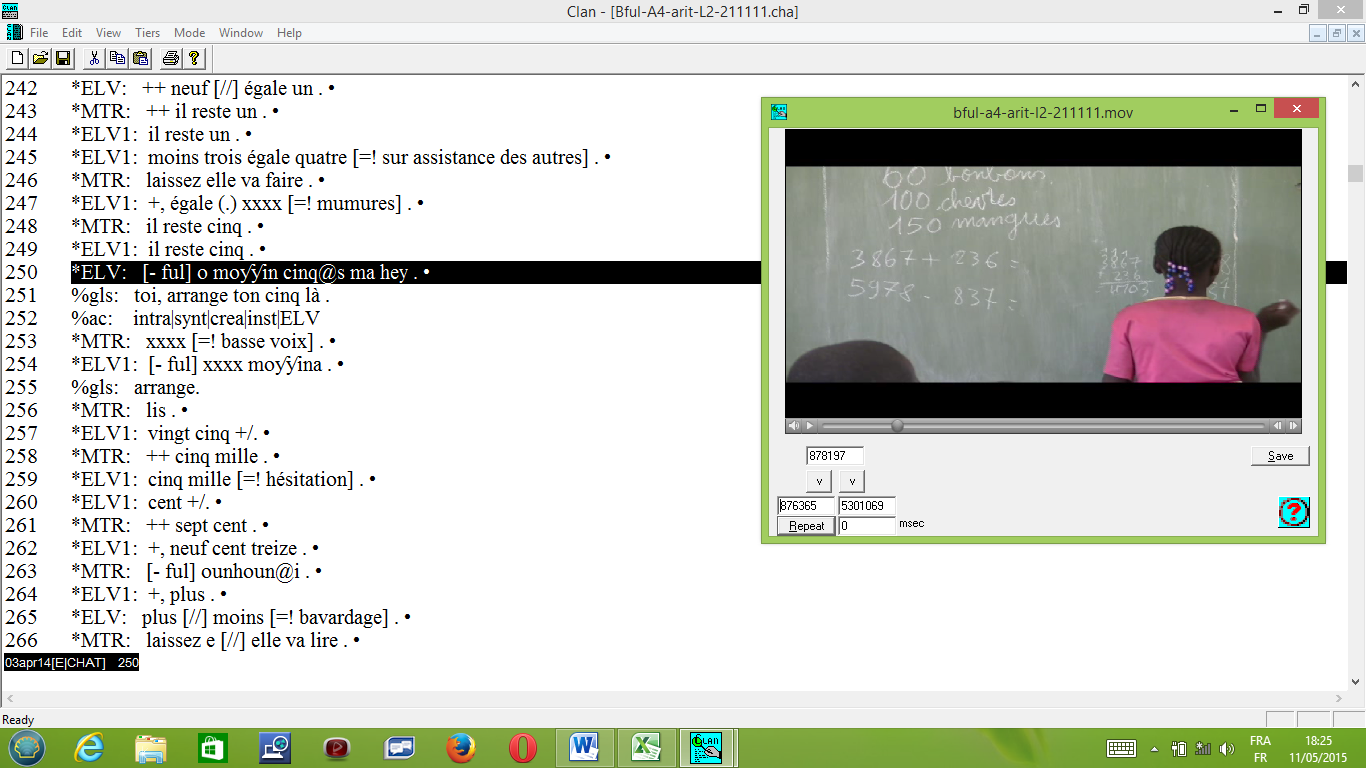 Clan - [Bful-A4-arit-L2-211111.cha]
File Edit View Tiers Mode Window Help
242 *ELV: ++ neuf [//] égale un . •
243 *MTR: ++ il reste un . •
244 *ELV1: il reste un . •
245 *ELV1: moins trois égale quatre [=! sur assistance des autres] . •
246 *MTR: laissez elle va faire . •
247 *ELV1: +, égale (.) xxxx [=! mumures] . •
248 *MTR: il reste cinq . •
249 *ELV1: il reste cinq . •
250 *ELV: [- ful] o moƴƴin cinq@s ma hey . •
251 %gls: toi, arrange ton cinq là .
252 %ac: intra|synt|crea|inst|ELV
253 *MTR: xxxx [=! basse voix] . •
254 *ELV1: [- ful] xxxx moƴƴina . •
255 %gls: arrange.
256 *MTR: lis . •
257 *ELV1: vingt cinq +/. •
258 *MTR: ++ cinq mille . •
259 *ELV1: cinq mille [=! hésitation] . •
260 *ELV1: cent +/. •
261 *MTR: ++ sept cent . •
262 *ELV1: +, neuf cent treize . •
263 *MTR: [- ful] ounhoun@i . •
264 *ELV1: +, plus . •
265 *ELV: plus [//] moins [=! bavardage] . •
266 *MTR: laissez e [//] elle va lire . •
03apr14[E|CHAT] 250
Ready
bful-a4-arit-l2-211111.mov
60 bonbons.
100 chèvres
150 mangues
3867 + 236 =
5978 - 837 =
3867
236
878197
Save
v v
876365 5301069
Repeat 0 msec
CLAN
FRA
FR
18:25
11/05/2015